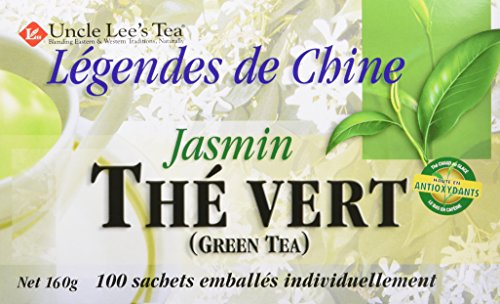 Uncle Lee's Tea
Blending Eastern & Western Traditions, Naturally
Légendes de Chine
Jasmin
THÉ VERT
(GREEN TEA)
HAUTE EN
ANTIOXYDANTS
Net 160g
100 sachets emballés individuellement